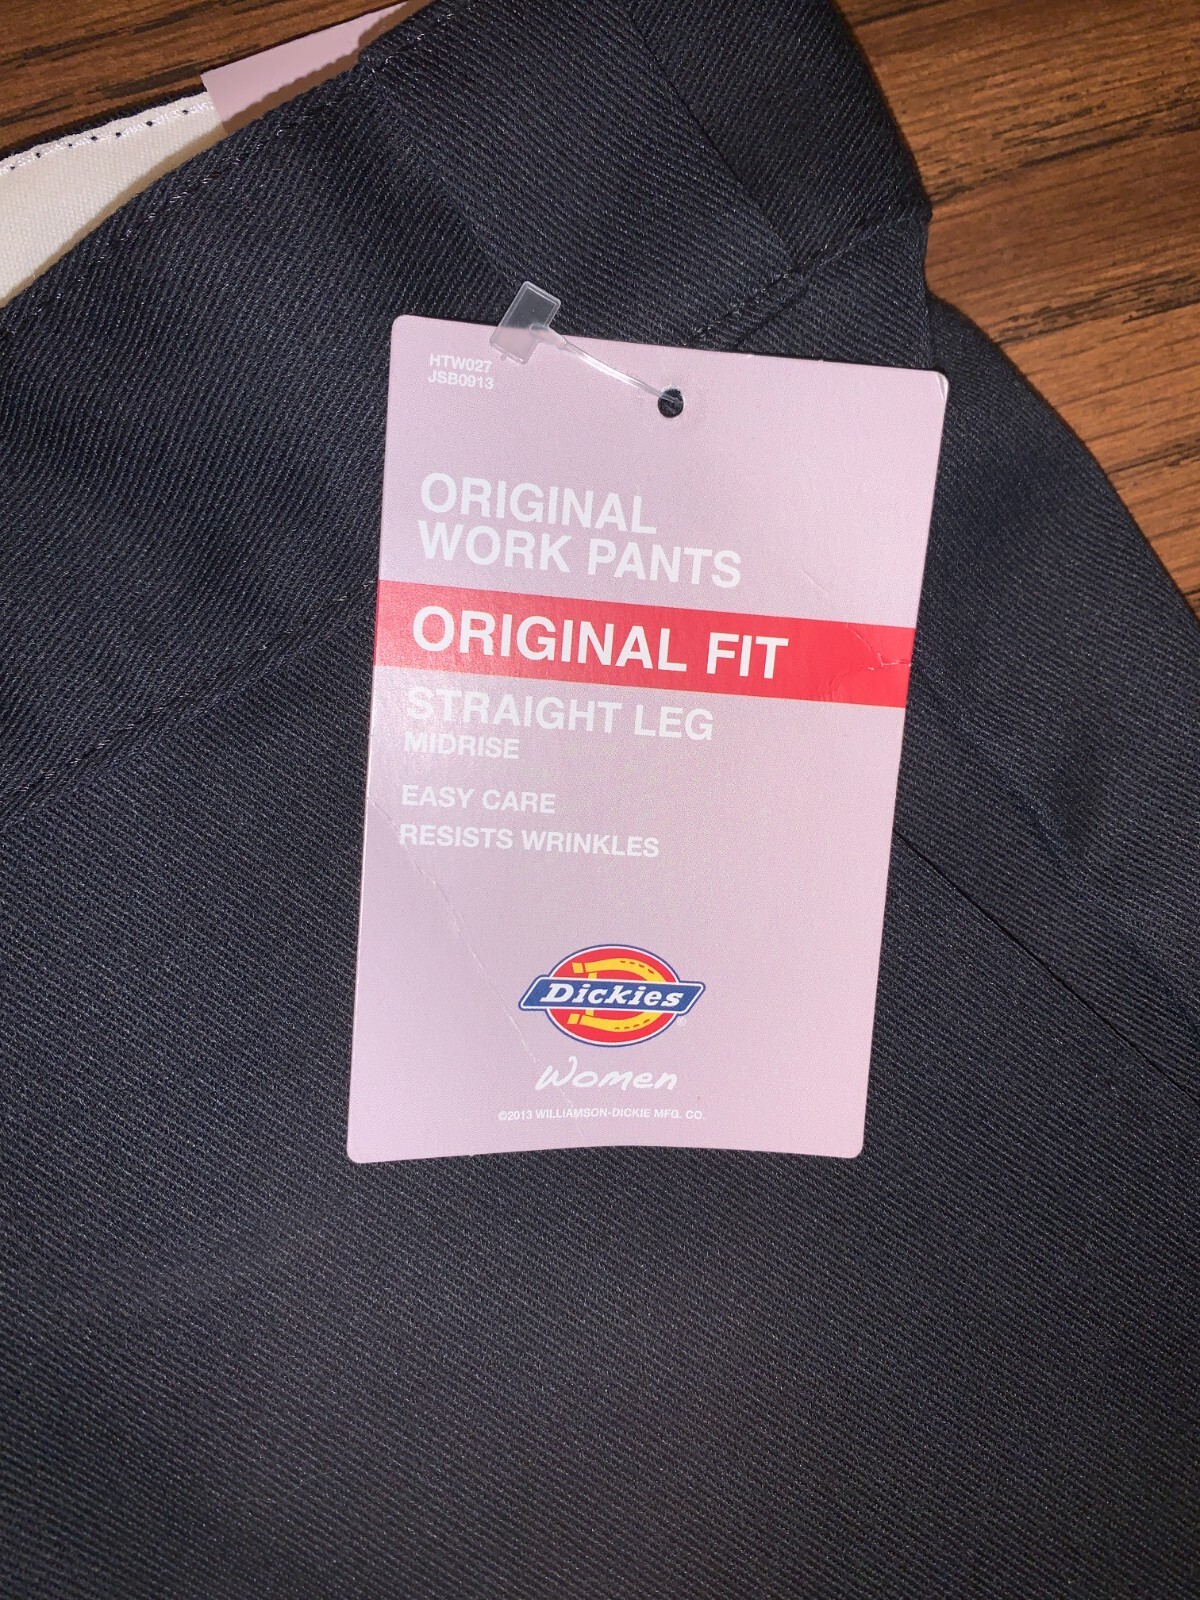 HTW027
JSB0913
ORIGINAL
WORK PANTS
ORIGINAL FIT
STRAIGHT LEG
MIDRISE
EASY CARE
RESISTS WRINKLES
Dickies
Women
©2013 WILLIAMSON-DICKIE MFG. CO.